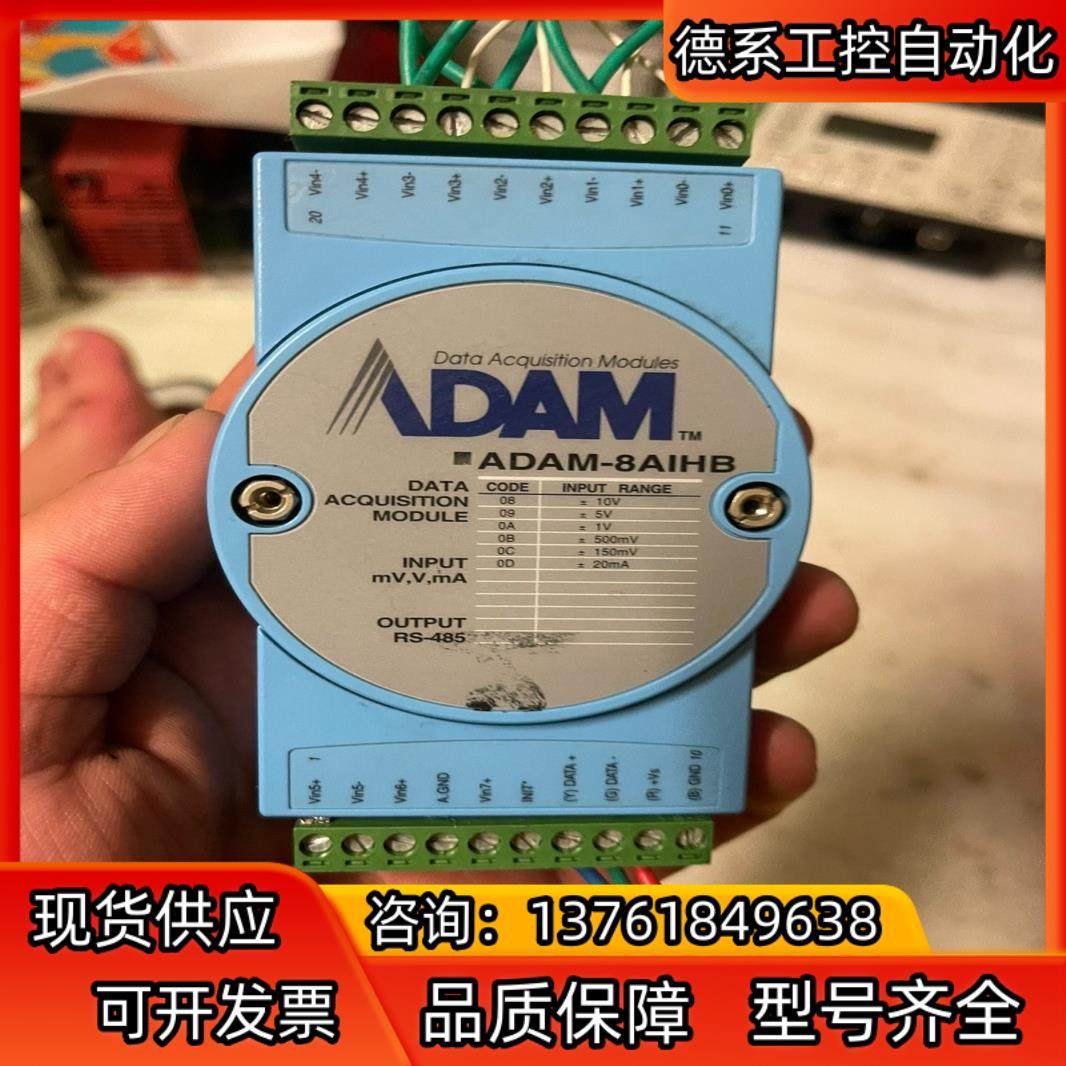 德系工控自动化
Vin4- Vin4+ Vin3- Vin3+ Vin2- Vin2+ Vin1- Vin1+ Vin0- Vin0+
20 11
Data Acquisition Modules
ADAM TM
ADAM-8AIHB
DATA
ACQUISITION
MODULE
INPUT
mV,V,mA
OUTPUT
RS-485
CODE INPUT RANGE
08 ± 10V
09 ± 5V
0A ± 1V
0B ± 500mV
0C ± 150mV
0D ± 20mA
1 10
Vin5+ Vin5- Vin6+ A.GND Vin7+ INIT* (Y) DATA + (G) DATA - (R) +Vs (B) GND
现货供应
咨询：13761849638
可开发票 品质保障 型号齐全